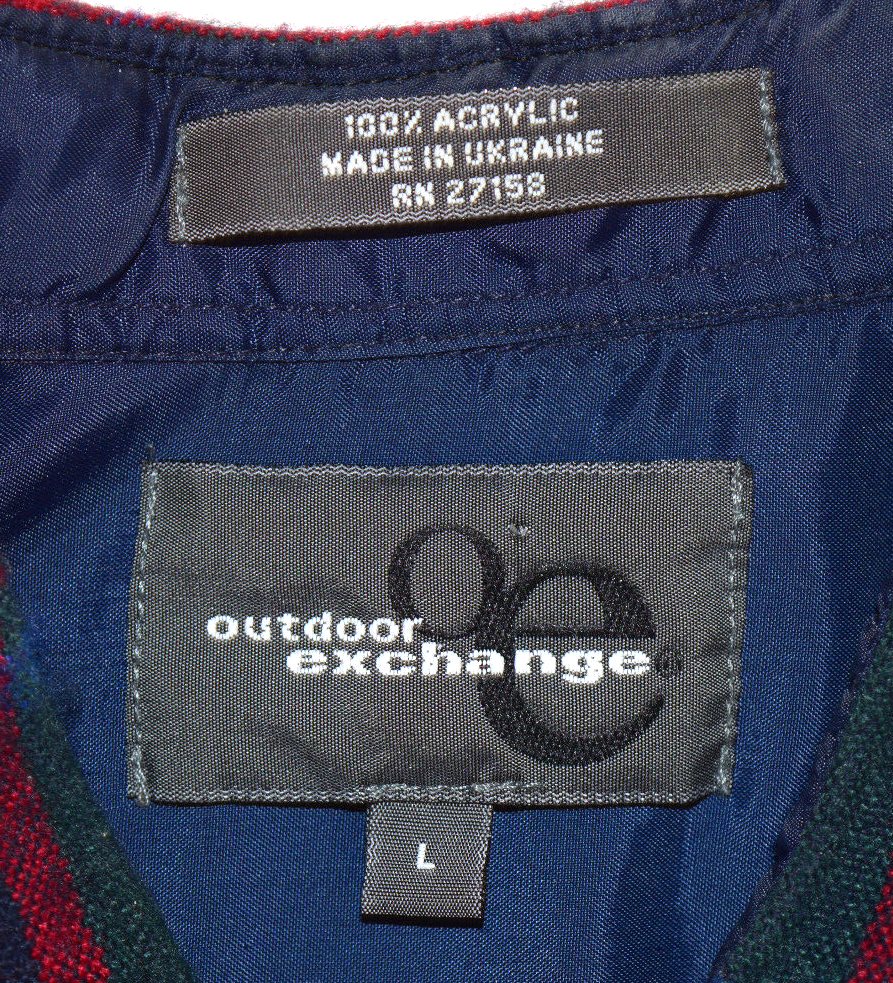 100% ACRYLIC
MADE IN UKRAINE
RN 27158
oe
outdoor
exchange®
L